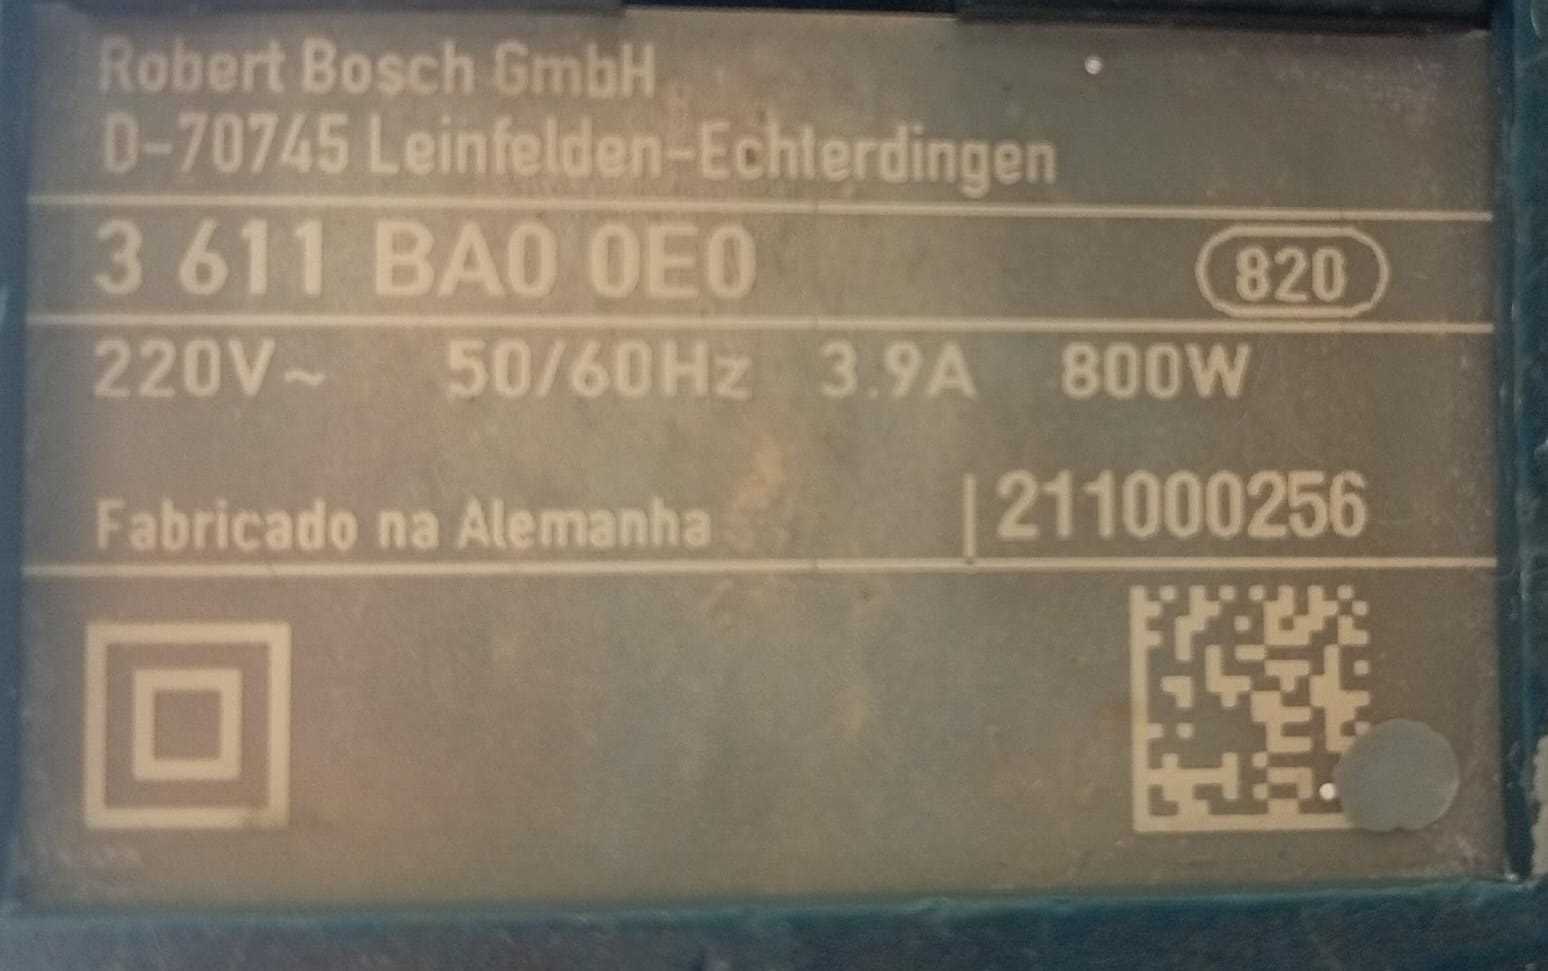 Robert Bosch GmbH
D-70745 Leinfelden-Echterdingen
3 611 BA0 0E0 820
220V~ 50/60Hz 3.9A 800W
Fabricado na Alemanha |211000256